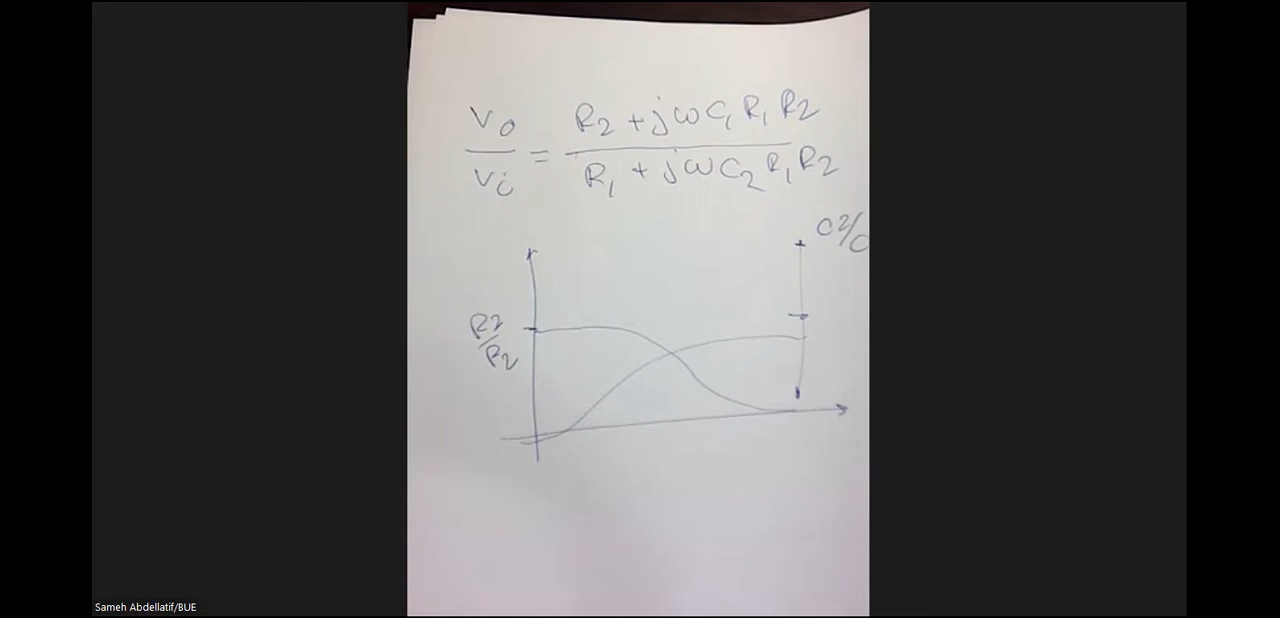 Vo/Vi = R2 + jωC1R1R2 / R1 + jωC2R1R2
C2/C
R2/R2
Sameh Abdellatif/BUE